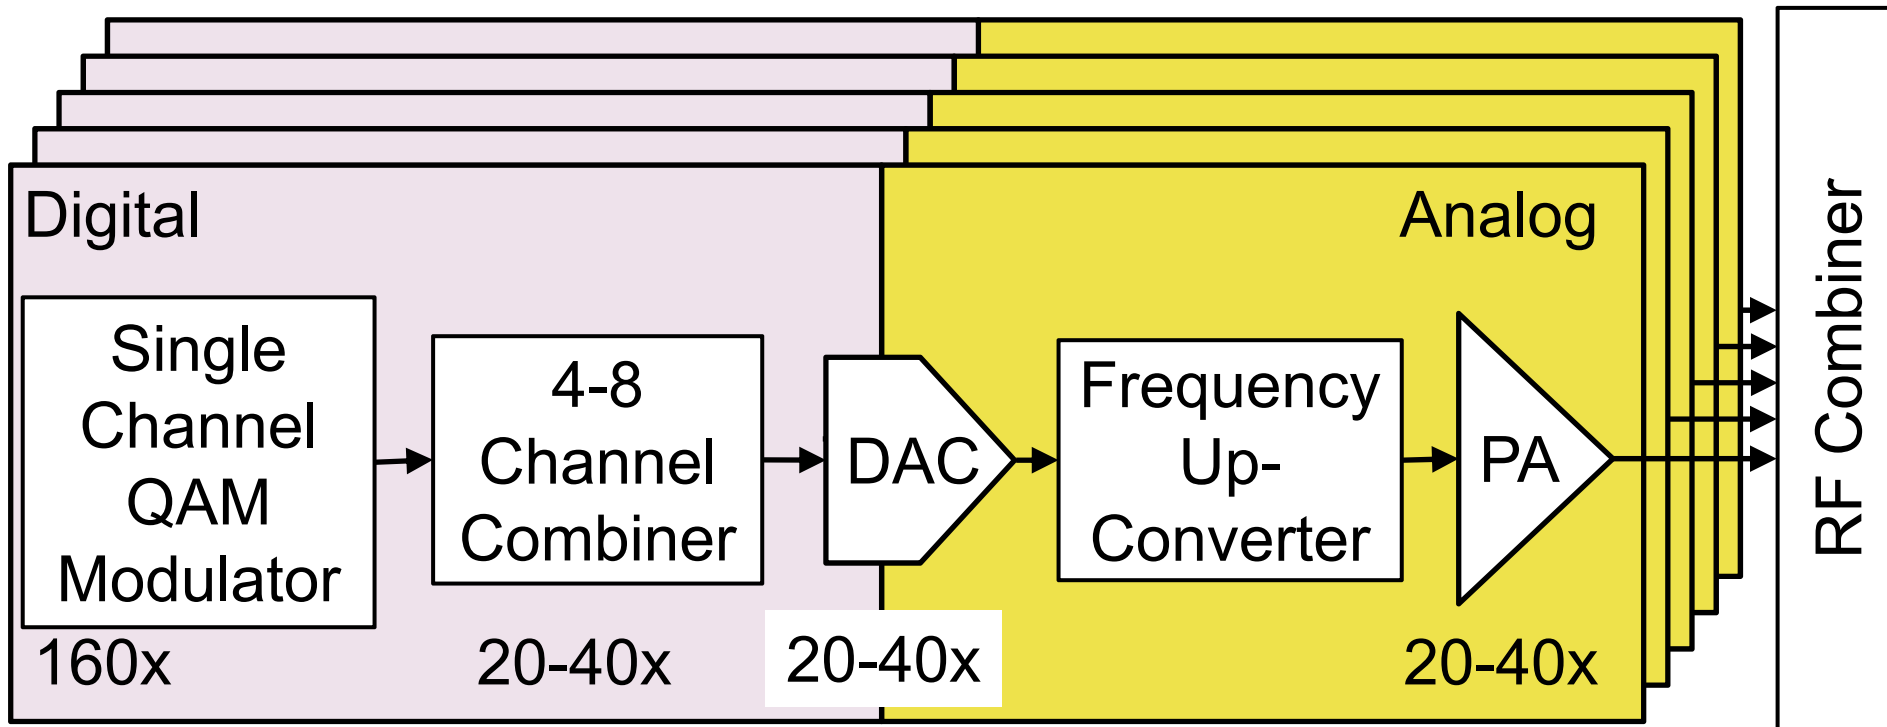 Digital
Analog
Single
Channel
QAM
Modulator
4-8
Channel
Combiner
DAC
Frequency
Up-
Converter
PA
160x
20-40x
20-40x
20-40x
RF Combiner